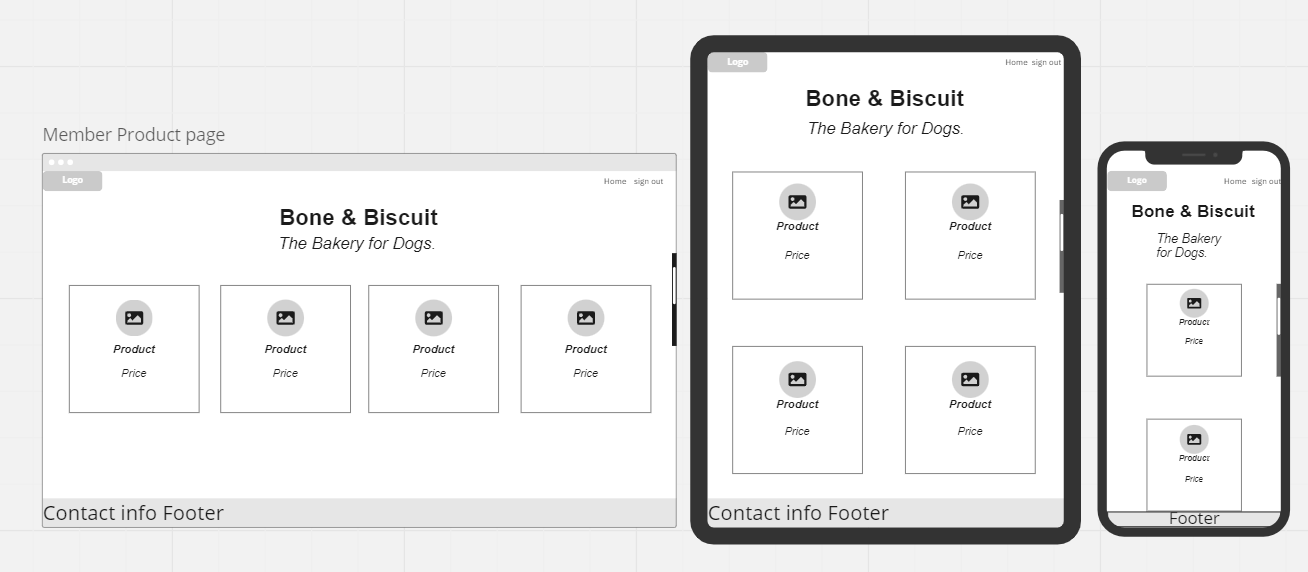 Member Product page
Logo
Home sign out
Bone & Biscuit
The Bakery for Dogs.
Product
Price
Product
Price
Product
Price
Product
Price
Contact info Footer
Logo
Home sign out
Bone & Biscuit
The Bakery for Dogs.
Product
Price
Product
Price
Product
Price
Product
Price
Contact info Footer
Logo
Home sign out
Bone & Biscuit
The Bakery
for Dogs.
Product
Price
Product
Price
Footer